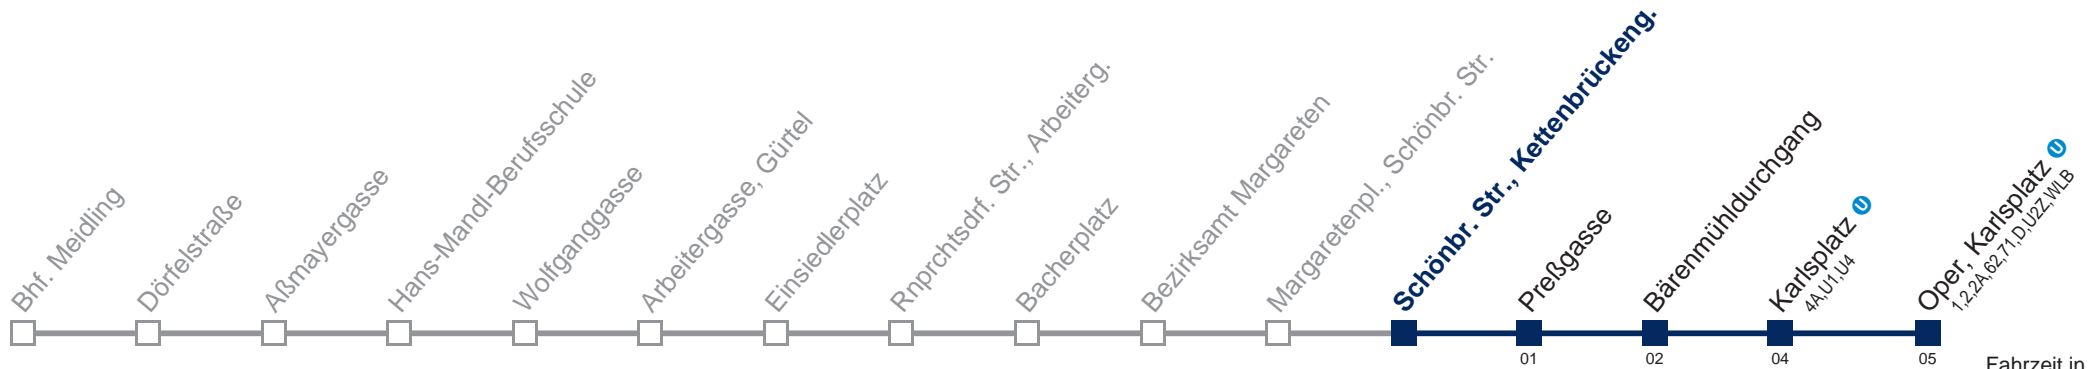 Bhf. Meidling
Dörfelstraße
Aßmayergasse
Hans-Mandl-Berufsschule
Wolfganggasse
Arbeitergasse, Gürtel
Einsiedlerplatz
Rnprchtsdrf. Str., Arbeiterg.
Bacherplatz
Bezirksamt Margareten
Margaretenpl., Schönbr. Str.
Schönbr. Str., Kettenbrückeng.
Preßgasse
Bärenmühldurchgang
Karlsplatz U
4A,U1,U4
Oper, Karlsplatz U
1,2,2A,62,71,D,U2Z,WLB
01
02
04
05
Fahrzeit in